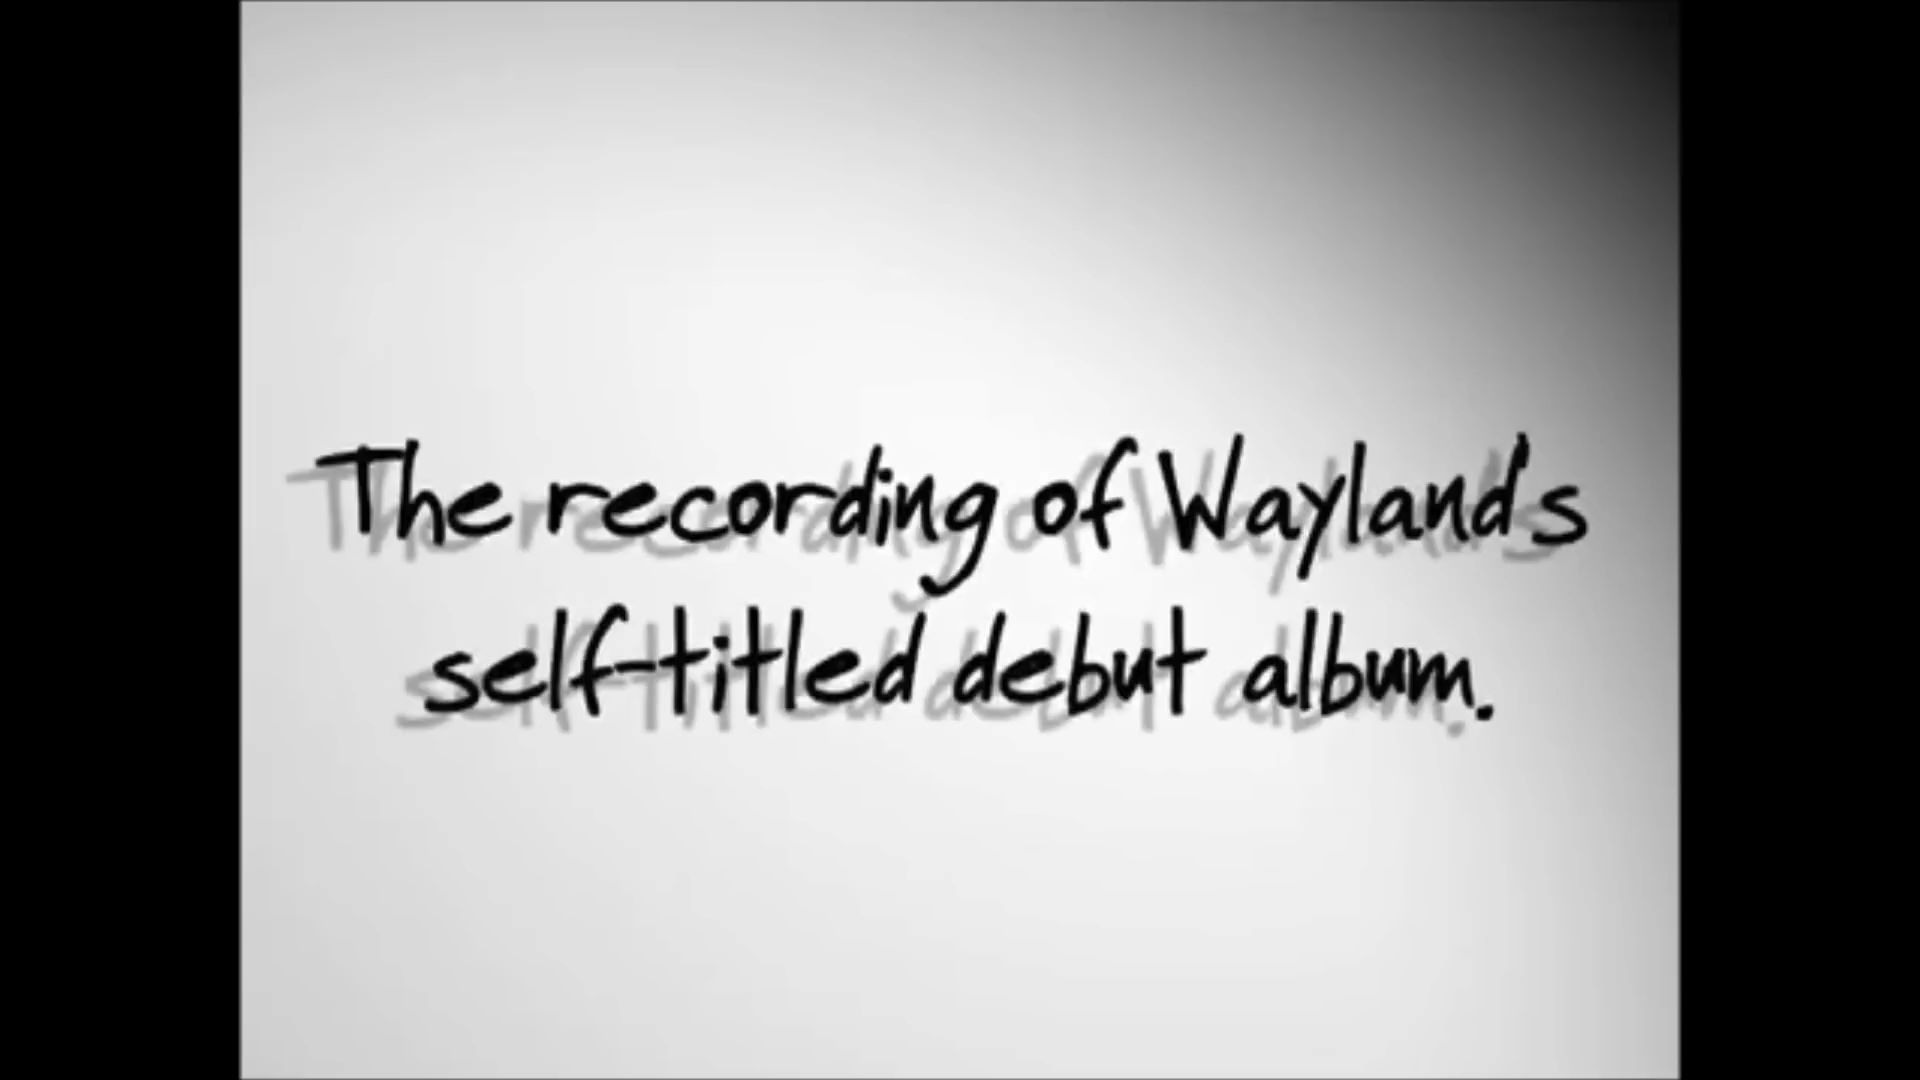 The recording of Wayland's
self-titled debut album.